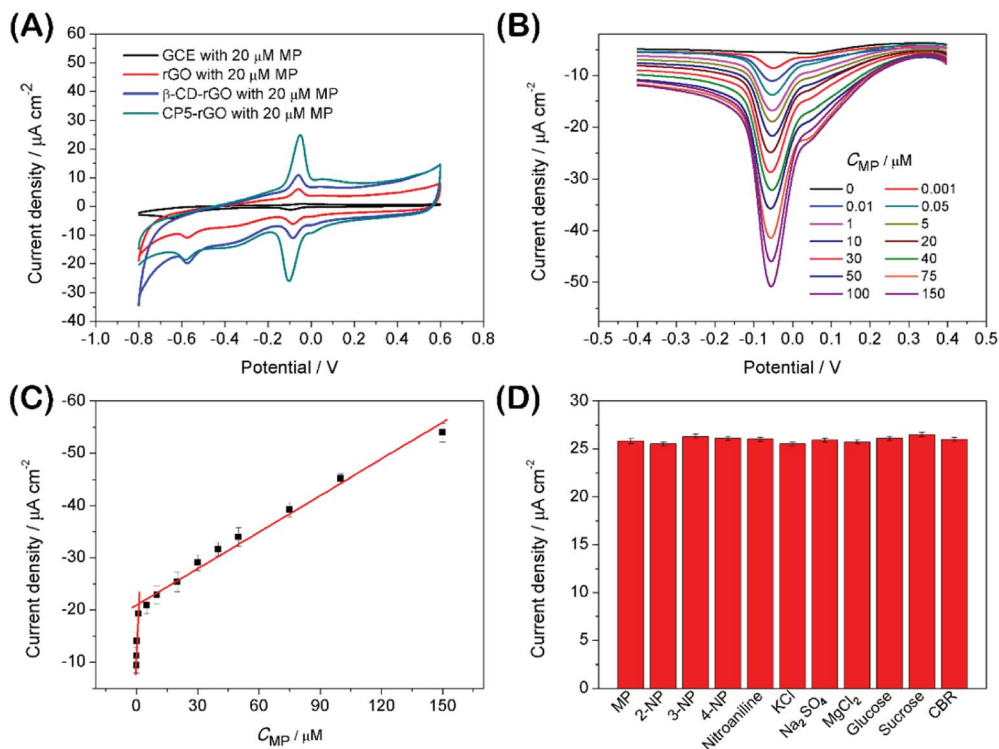 (A)
GCE with 20 μM MP
rGO with 20 μM MP
β-CD-rGO with 20 μM MP
CP5-rGO with 20 μM MP
60
50
40
30
20
10
0
-10
-20
-30
-40
-1.0 -0.8 -0.6 -0.4 -0.2 0.0 0.2 0.4 0.6 0.8
Current density / μA cm⁻²
Potential / V
(B)
-10
-20
-30
-40
-50
-0.5 -0.4 -0.3 -0.2 -0.1 0.0 0.1 0.2 0.3 0.4 0.5
Current density / μA cm⁻²
Potential / V
CMP / μM
0 0.001
0.01 0.05
1 5
10 20
30 40
50 75
100 150
(C)
-60
-50
-40
-30
-20
-10
0 30 60 90 120 150
Current density / μA cm⁻²
CMP / μM
(D)
30
25
20
15
10
5
0
Current density / μA cm⁻²
MP
2-NP
3-NP
4-NP
Nitroaniliine
KCl
Na₂SO₄
MgCl₂
Glucose
Sucrose
CBR